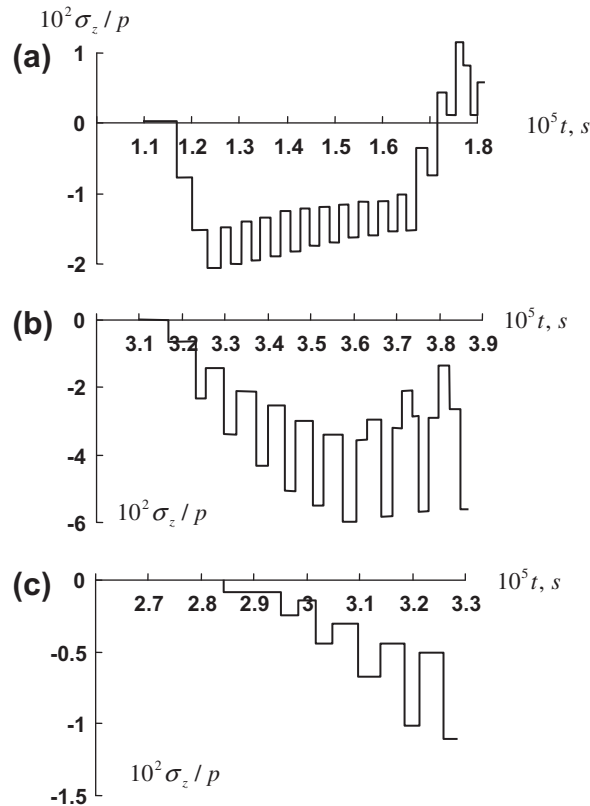 10²σ_z / p
(a)
1
0
-1
-2
1.1 1.2 1.3 1.4 1.5 1.6 1.8
10⁵t, s
(b)
0
-2
-4
-6
3.1 3.2 3.3 3.4 3.5 3.6 3.7 3.8 3.9
10⁵t, s
10²σ_z / p
(c)
0
-0.5
-1
-1.5
2.7 2.8 2.9 3 3.1 3.2 3.3
10⁵t, s
10²σ_z / p